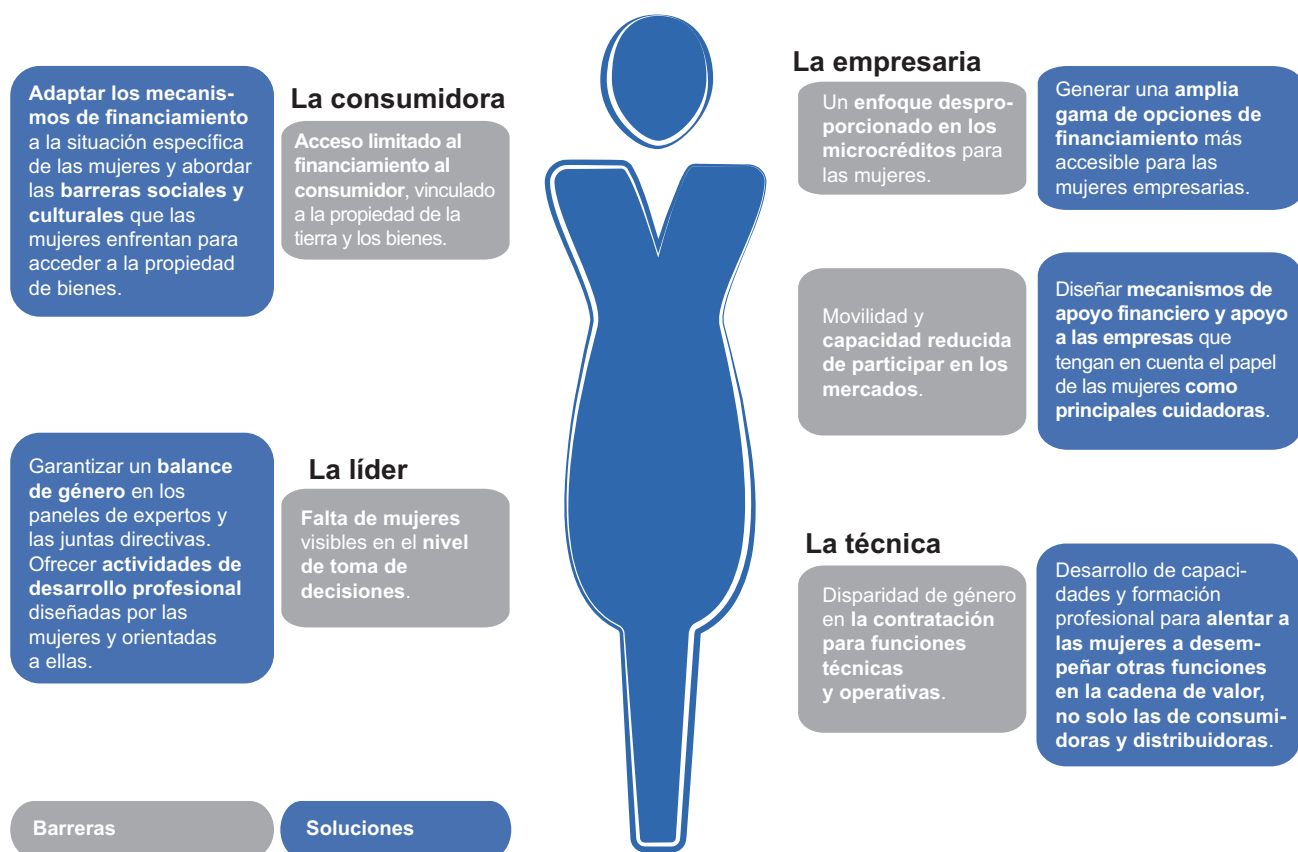 La consumidora
Acceso limitado al
financiamiento al
consumidor, vinculado
a la propiedad de la
tierra y los bienes.
Adaptar los mecanis-
mos de financiamiento
a la situación específica
de las mujeres y abordar
las barreras sociales y
culturales que las
mujeres enfrentan para
acceder a la propiedad
de bienes.
La líder
Falta de mujeres
visibles en el nivel
de toma de
decisiones.
Garantizar un balance
de género en los
paneles de expertos y
las juntas directivas.
Ofrecer actividades de
desarrollo profesional
diseñadas por las
mujeres y orientadas
a ellas.
La empresaria
Un enfoque despro-
porcionado en los
microcréditos para
las mujeres.
Generar una amplia
gama de opciones de
financiamiento más
accesible para las
mujeres empresarias.
Movilidad y
capacidad reducida
de participar en los
mercados.
Diseñar mecanismos de
apoyo financiero y apoyo
a las empresas que
tengan en cuenta el papel
de las mujeres como
principales cuidadoras.
La técnica
Disparidad de género
en la contratación
para funciones
técnicas
y operativas.
Desarrollo de capaci-
dades y formación
profesional para alentar a
las mujeres a desem-
peñar otras funciones
en la cadena de valor,
no solo las de consumi-
doras y distribuidoras.
Barreras
Soluciones